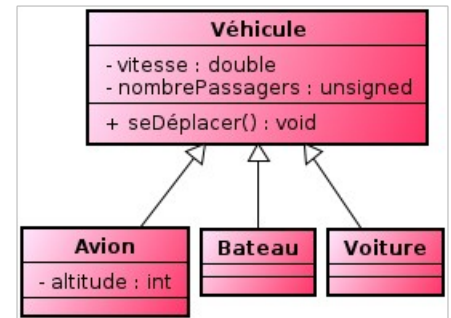 Véhicule
- vitesse : double
- nombrePassagers : unsigned
+ seDéplacer() : void
Avion
- altitude : int
Bateau
Voiture